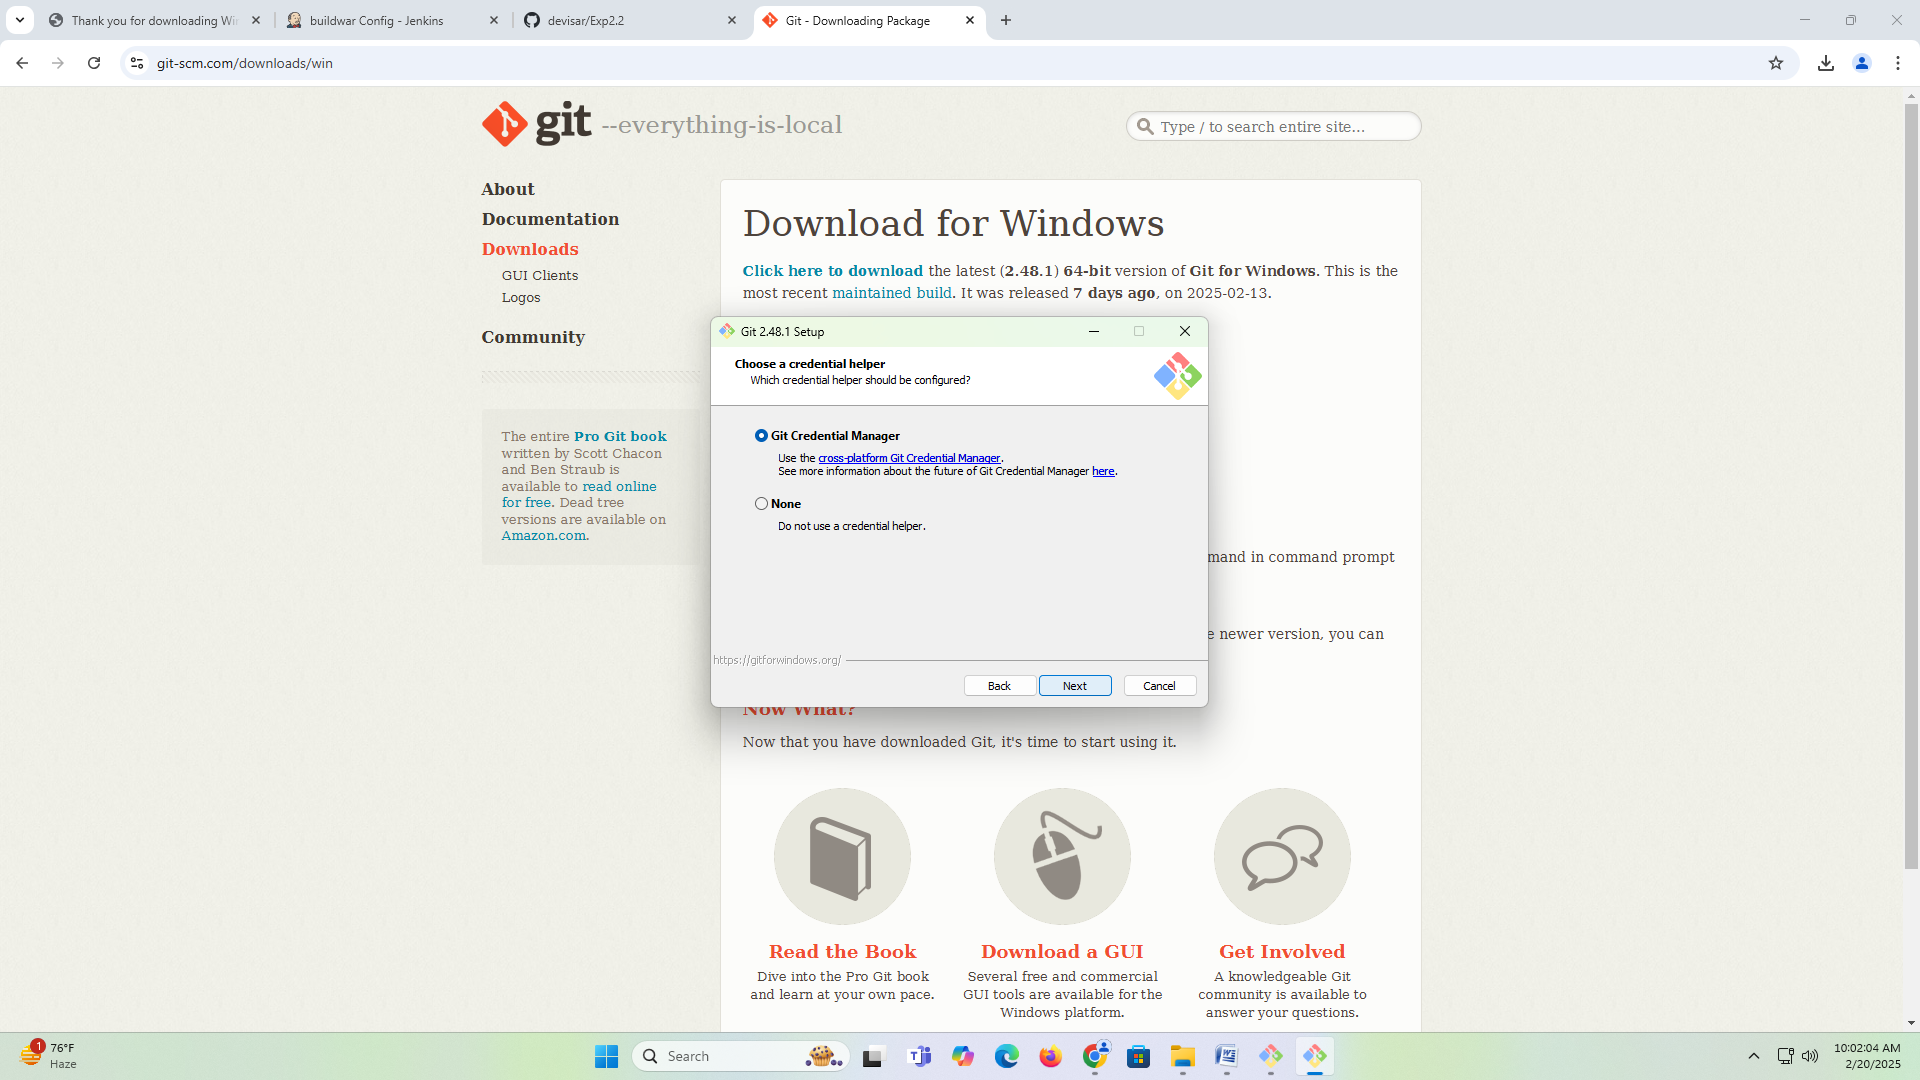 Thank you for downloading Wi
buildwar Config - Jenkins
devisar/Exp2.2
Git - Downloading Package
git-scm.com/downloads/win
git --everything-is-local
Type / to search entire site...
About
Documentation
Downloads
GUI Clients
Logos
Community
The entire Pro Git book
written by Scott Chacon
and Ben Straub is
available to read online
for free. Dead tree
versions are available on
Amazon.com.
Download for Windows
Click here to download the latest (2.48.1) 64-bit version of Git for Windows. This is the
most recent maintained build. It was released 7 days ago, on 2025-02-13.
Git 2.48.1 Setup
Choose a credential helper
Which credential helper should be configured?
Git Credential Manager
Use the cross-platform Git Credential Manager.
See more information about the future of Git Credential Manager here.
None
Do not use a credential helper.
https://gitforwindows.org/
Back
Next
Cancel
mand in command prompt
e newer version, you can
Now What?
Now that you have downloaded Git, it's time to start using it.
Read the Book
Dive into the Pro Git book
and learn at your own pace.
Download a GUI
Several free and commercial
GUI tools are available for the
Windows platform.
Get Involved
A knowledgeable Git
community is available to
answer your questions.
1
76°F
Haze
Search
10:02:04 AM
2/20/2025